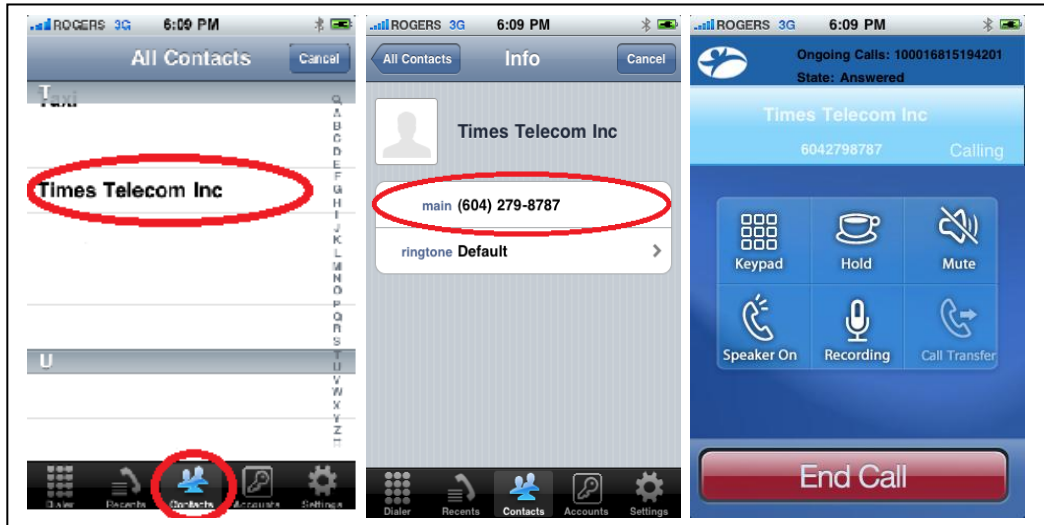 ROGERS 3G 6:09 PM
All Contacts Cancel
T
Taxi
Times Telecom Inc
U
Q
A
B
C
D
E
F
G
H
I
J
K
L
M
N
O
P
Q
R
S
T
U
V
W
X
Y
Z
Dialer Recents Contacts Accounts Settings
ROGERS 3G 6:09 PM
All Contacts Info Cancel
Times Telecom Inc
main (604) 279-8787
ringtone Default
Dialer Recents Contacts Accounts Settings
ROGERS 3G 6:09 PM
Ongoing Calls: 100016815194201
State: Answered
Times Telecom Inc
6042798787 Calling
Keypad Hold Mute
Speaker On Recording Call Transfer
End Call